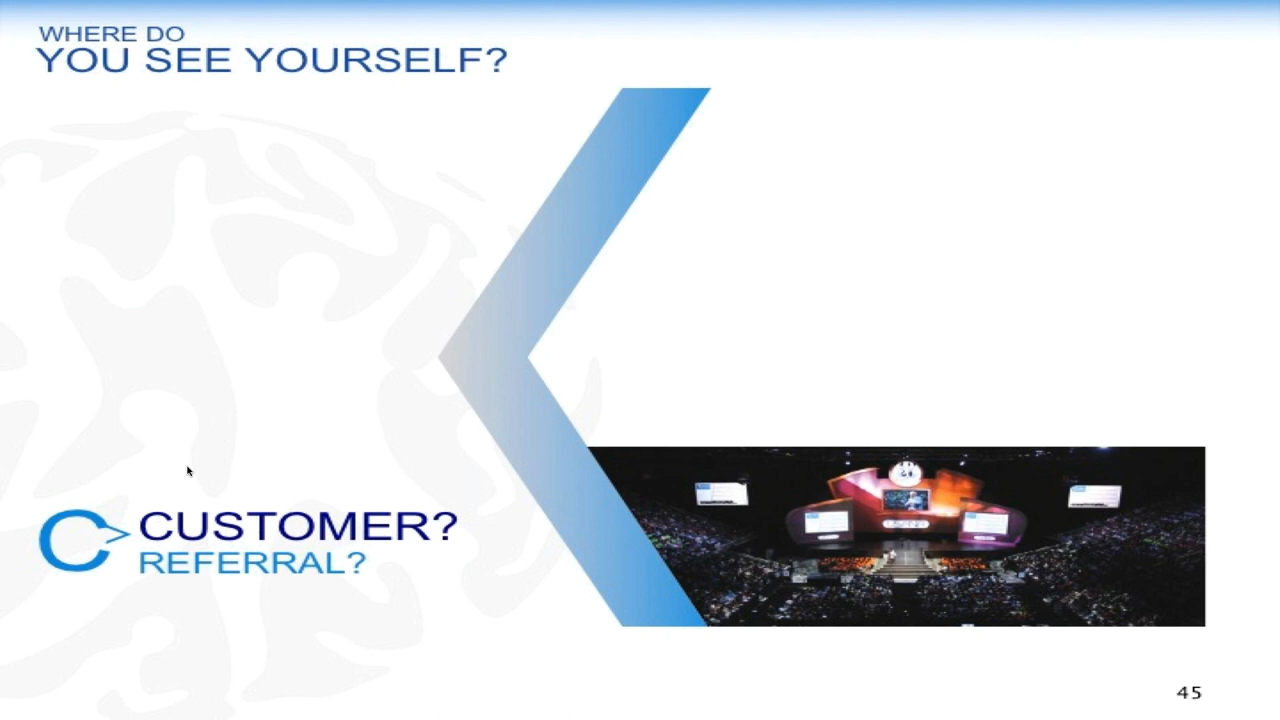 WHERE DO
YOU SEE YOURSELF?
CUSTOMER?
REFERRAL?
45